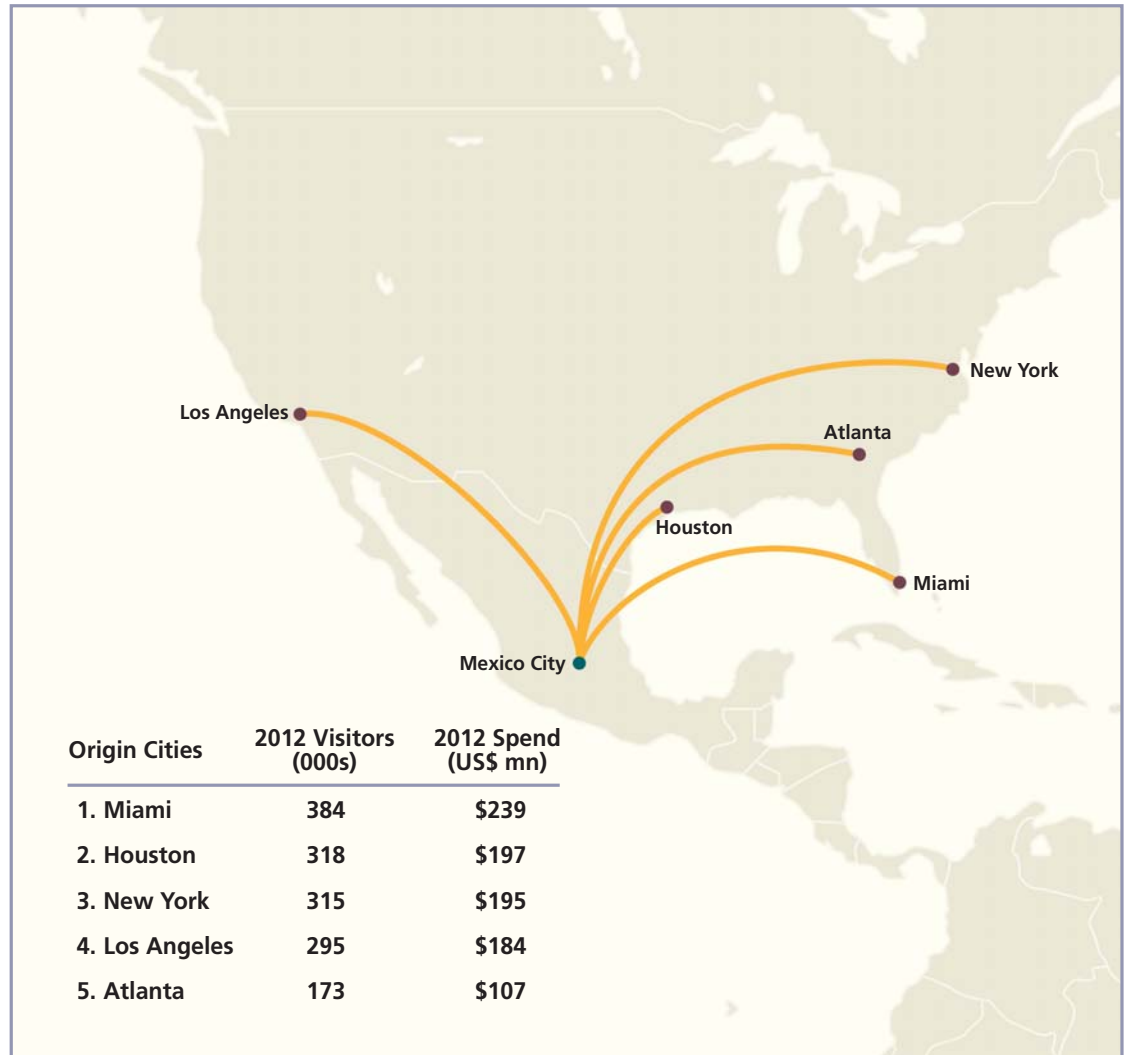 New York
Los Angeles
Atlanta
Houston
Miami
Mexico City
Origin Cities 2012 Visitors (000s) 2012 Spend (US$ mn)
1. Miami 384 $239
2. Houston 318 $197
3. New York 315 $195
4. Los Angeles 295 $184
5. Atlanta 173 $107